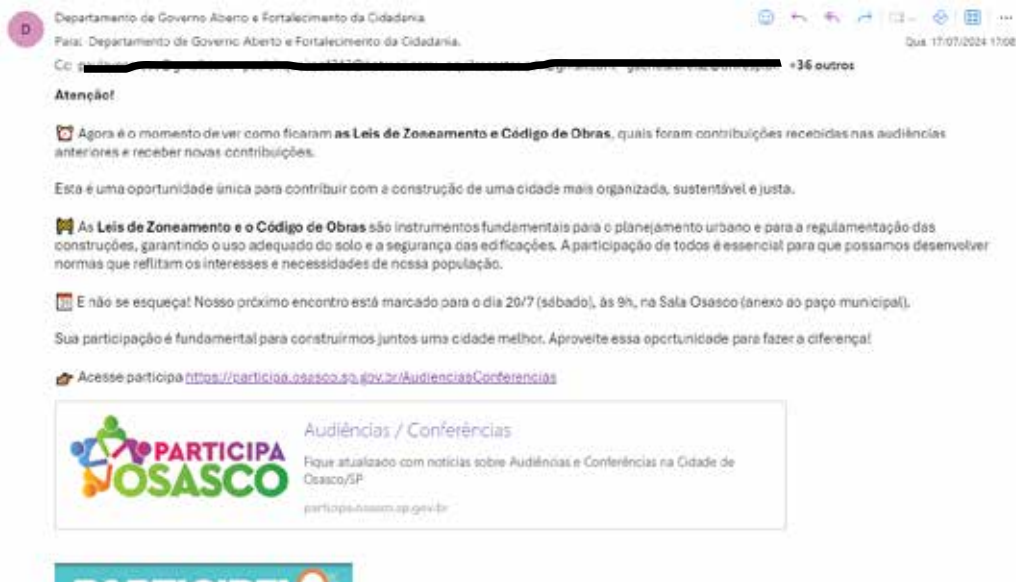 D
Departamento de Governo Aberto e Fortalecimento da Cidadania
Para: Departamento de Governo Aberto e Fortalecimento da Cidadania.
Qua 17/07/2024 17:08
Cc: +36 outros
Atenção!
Agora é o momento de ver como ficaram as Leis de Zoneamento e Código de Obras, quais foram contribuições recebidas nas audiências
anteriores e receber novas contribuições.
Esta é uma oportunidade única para contribuir com a construção de uma cidade mais organizada, sustentável e justa.
As Leis de Zoneamento e o Código de Obras são instrumentos fundamentais para o planejamento urbano e para a regulamentação das
construções, garantindo o uso adequado do solo e a segurança das edificações. A participação de todos é essencial para que possamos desenvolver
normas que reflitam os interesses e necessidades de nossa população.
E não se esqueça! Nosso próximo encontro está marcado para o dia 20/7 (sábado), às 9h, na Sala Osasco (anexo ao paço municipal).
Sua participação é fundamental para construirmos juntos uma cidade melhor. Aproveite essa oportunidade para fazer a diferença!
Acesse participa https://participa.osasco.sp.gov.br/AudienciasConferencias
PARTICIPA
OSASCO
Audiências / Conferências
Fique atualizado com notícias sobre Audiências e Conferências na Cidade de
Osasco/SP
participa.osasco.sp.gov.br